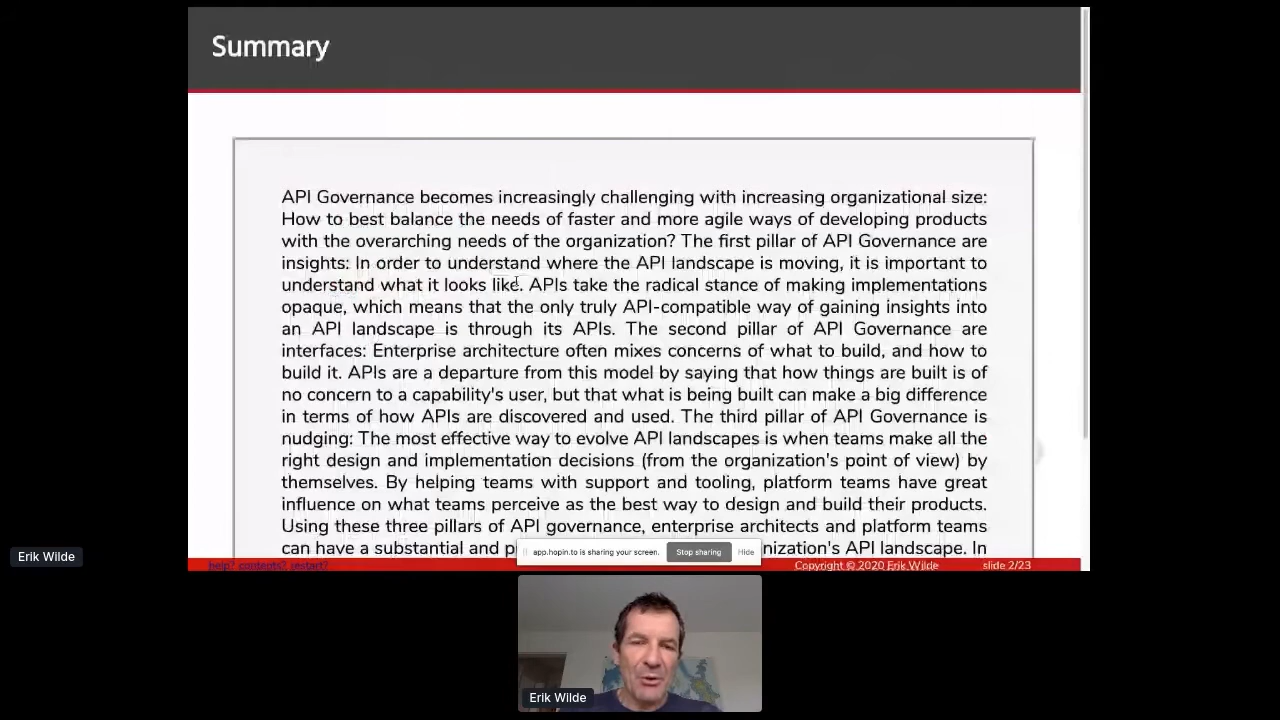 Summary
API Governance becomes increasingly challenging with increasing organizational size:
How to best balance the needs of faster and more agile ways of developing products
with the overarching needs of the organization? The first pillar of API Governance are
insights: In order to understand where the API landscape is moving, it is important to
understand what it looks like. APIs take the radical stance of making implementations
opaque, which means that the only truly API-compatible way of gaining insights into
an API landscape is through its APIs. The second pillar of API Governance are
interfaces: Enterprise architecture often mixes concerns of what to build, and how to
build it. APIs are a departure from this model by saying that how things are built is of
no concern to a capability's user, but that what is being built can make a big difference
in terms of how APIs are discovered and used. The third pillar of API Governance is
nudging: The most effective way to evolve API landscapes is when teams make all the
right design and implementation decisions (from the organization's point of view) by
themselves. By helping teams with support and tooling, platform teams have great
influence on what teams perceive as the best way to design and build their products.
Using these three pillars of API governance, enterprise architects and platform teams
can have a substantial and p nization's API landscape. In
app.hopin.to is sharing your screen. Stop sharing Hide
help? contents? restart? Copyright © 2020 Erik Wilde slide 2/23
Erik Wilde
Erik Wilde